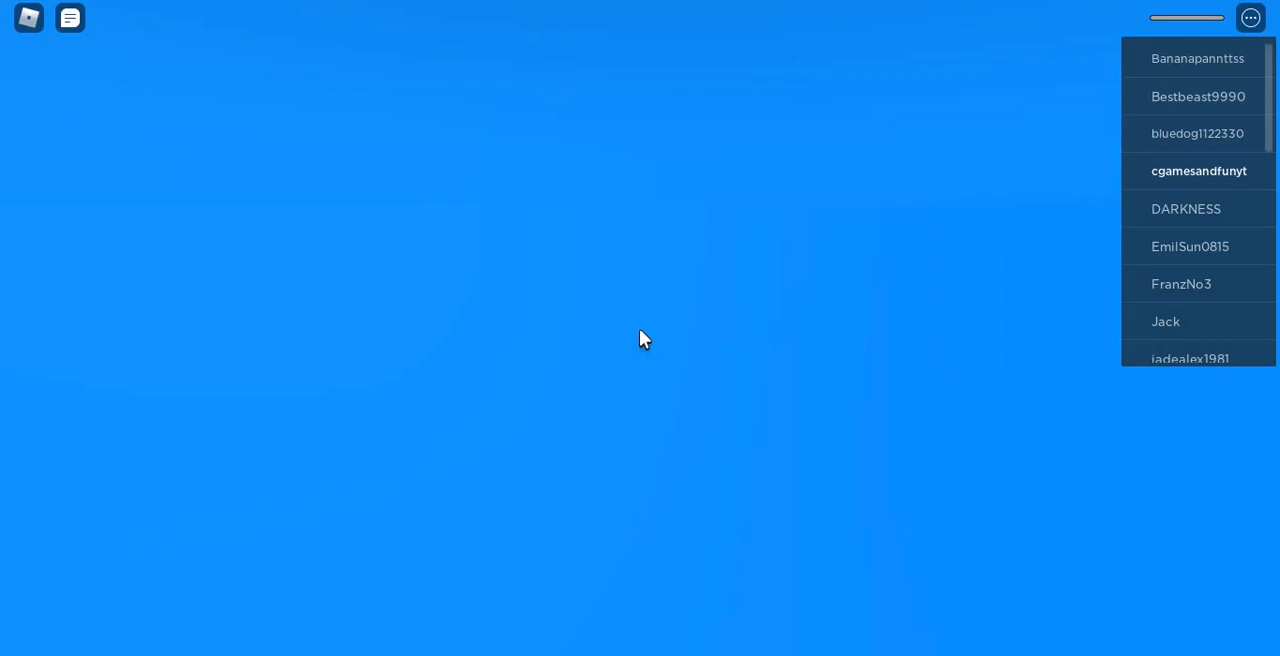 Bananapannttss
Bestbeast9990
bluedog1122330
cgamesandfunyt
DARKNESS
EmilSun0815
FranzNo3
Jack
jadealex1981